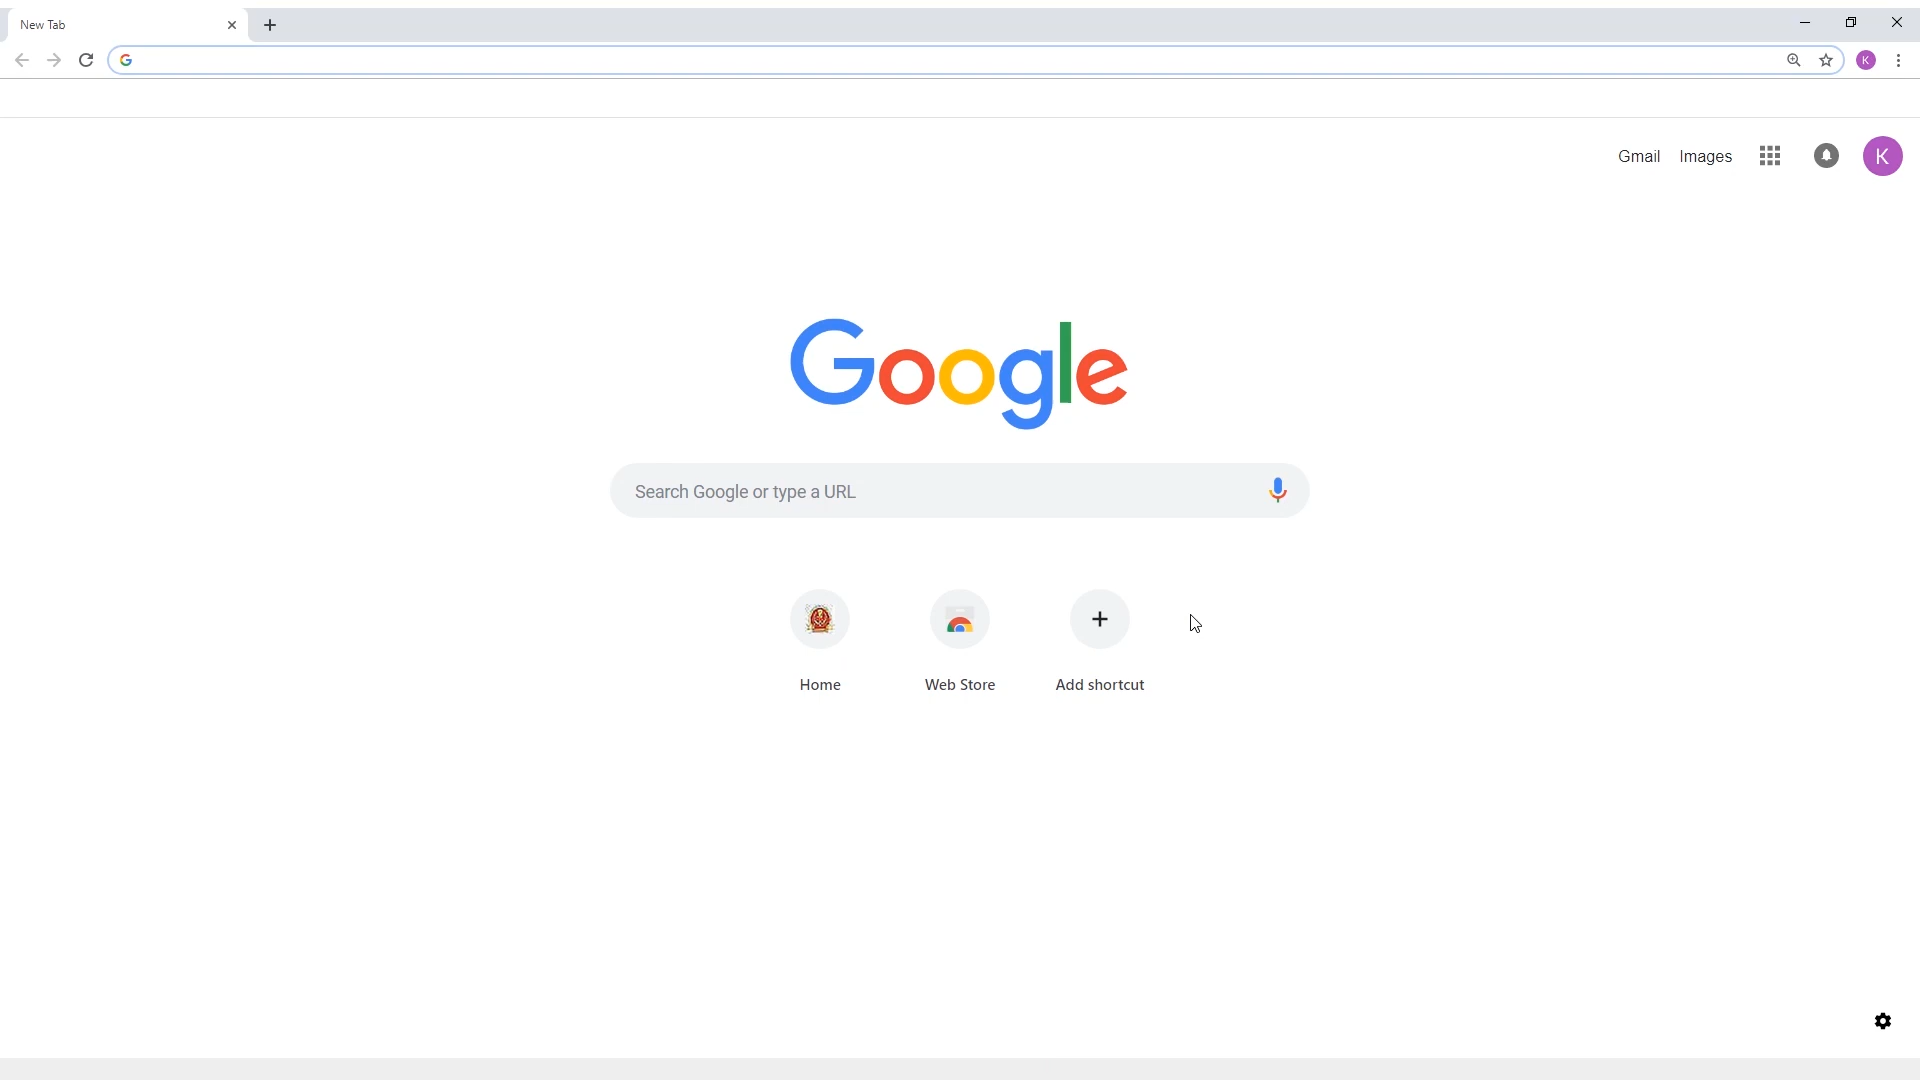 New Tab
K
Gmail Images
K
Google
Search Google or type a URL
Home Web Store Add shortcut